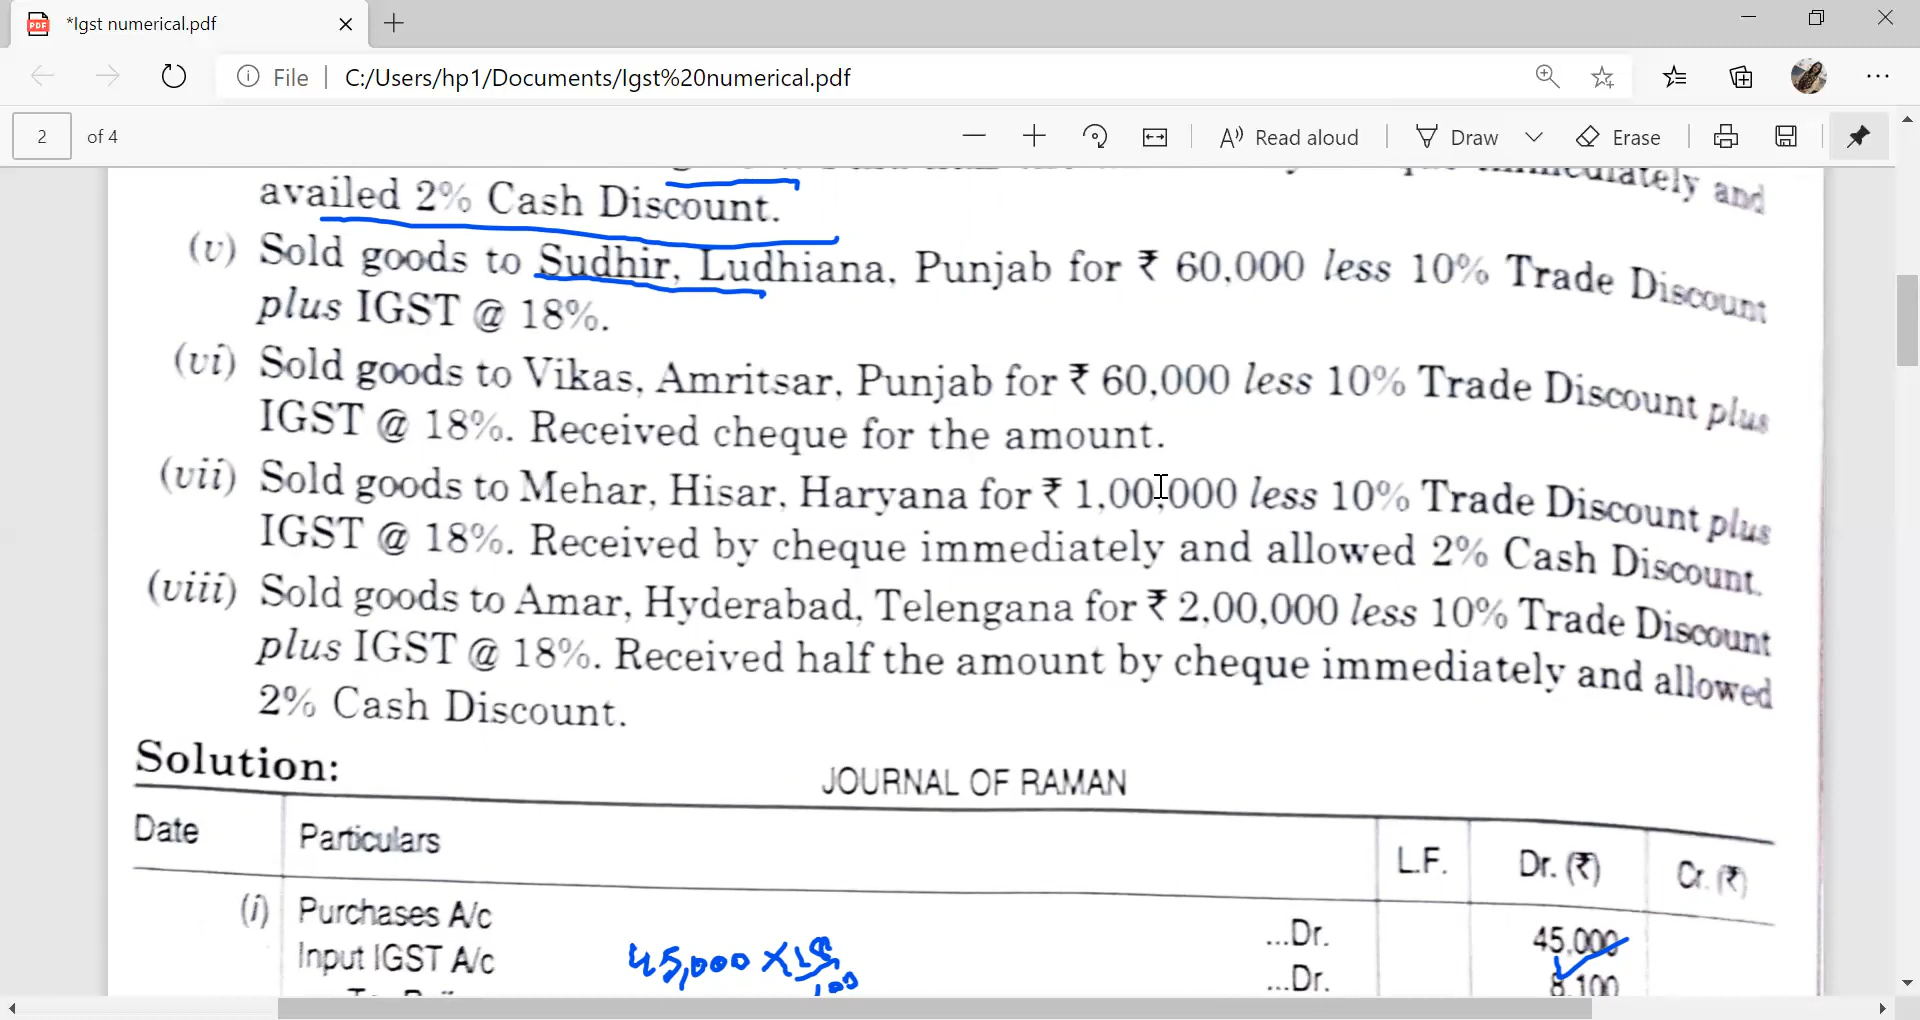 *Igst numerical.pdf
File | C:/Users/hp1/Documents/Igst%20numerical.pdf
2 of 4 Read aloud Draw Erase
immediately and
availed 2% Cash Discount.
(v) Sold goods to Sudhir, Ludhiana, Punjab for ₹ 60,000 less 10% Trade Discount
plus IGST @ 18%.
(vi) Sold goods to Vikas, Amritsar, Punjab for ₹ 60,000 less 10% Trade Discount plus
IGST @ 18%. Received cheque for the amount.
(vii) Sold goods to Mehar, Hisar, Haryana for ₹ 1,00,000 less 10% Trade Discount plus
IGST @ 18%. Received by cheque immediately and allowed 2% Cash Discount.
(viii) Sold goods to Amar, Hyderabad, Telengana for ₹ 2,00,000 less 10% Trade Discount
plus IGST @ 18%. Received half the amount by cheque immediately and allowed
2% Cash Discount.
Solution:
JOURNAL OF RAMAN
Date Particulars L.F. Dr. (₹) Cr. (₹)
(i) Purchases A/c ...Dr. 45,000
Input IGST A/c 45,000 × 18/100 ...Dr. 8,100